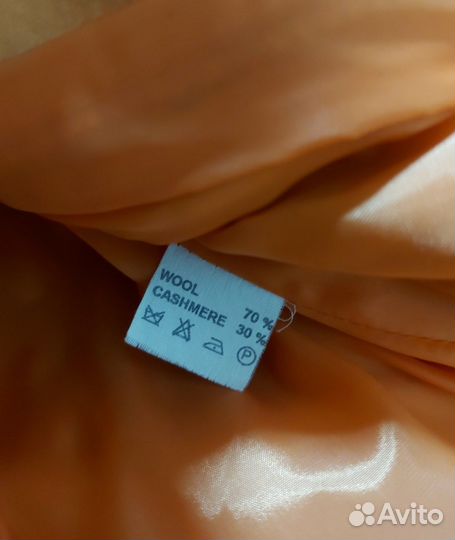 WOOL 70 %
CASHMERE 30 %
P
Avito